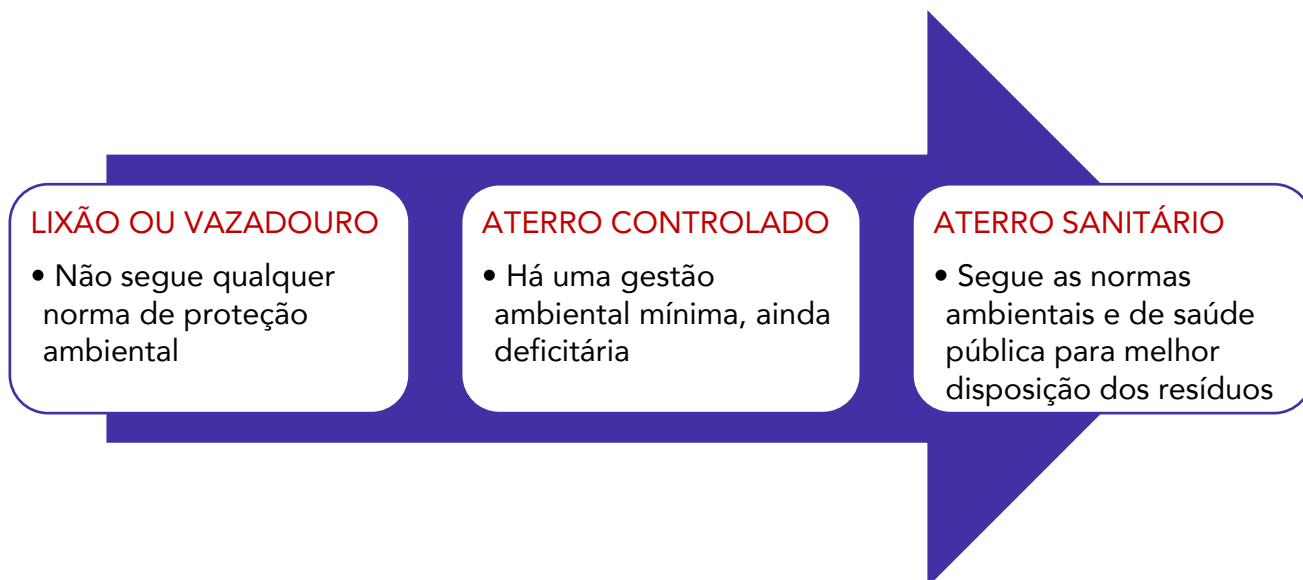 LIXÃO OU VAZADOURO
• Não segue qualquer
norma de proteção
ambiental
ATERRO CONTROLADO
• Há uma gestão
ambiental mínima, ainda
deficitária
ATERRO SANITÁRIO
• Segue as normas
ambientais e de saúde
pública para melhor
disposição dos resíduos